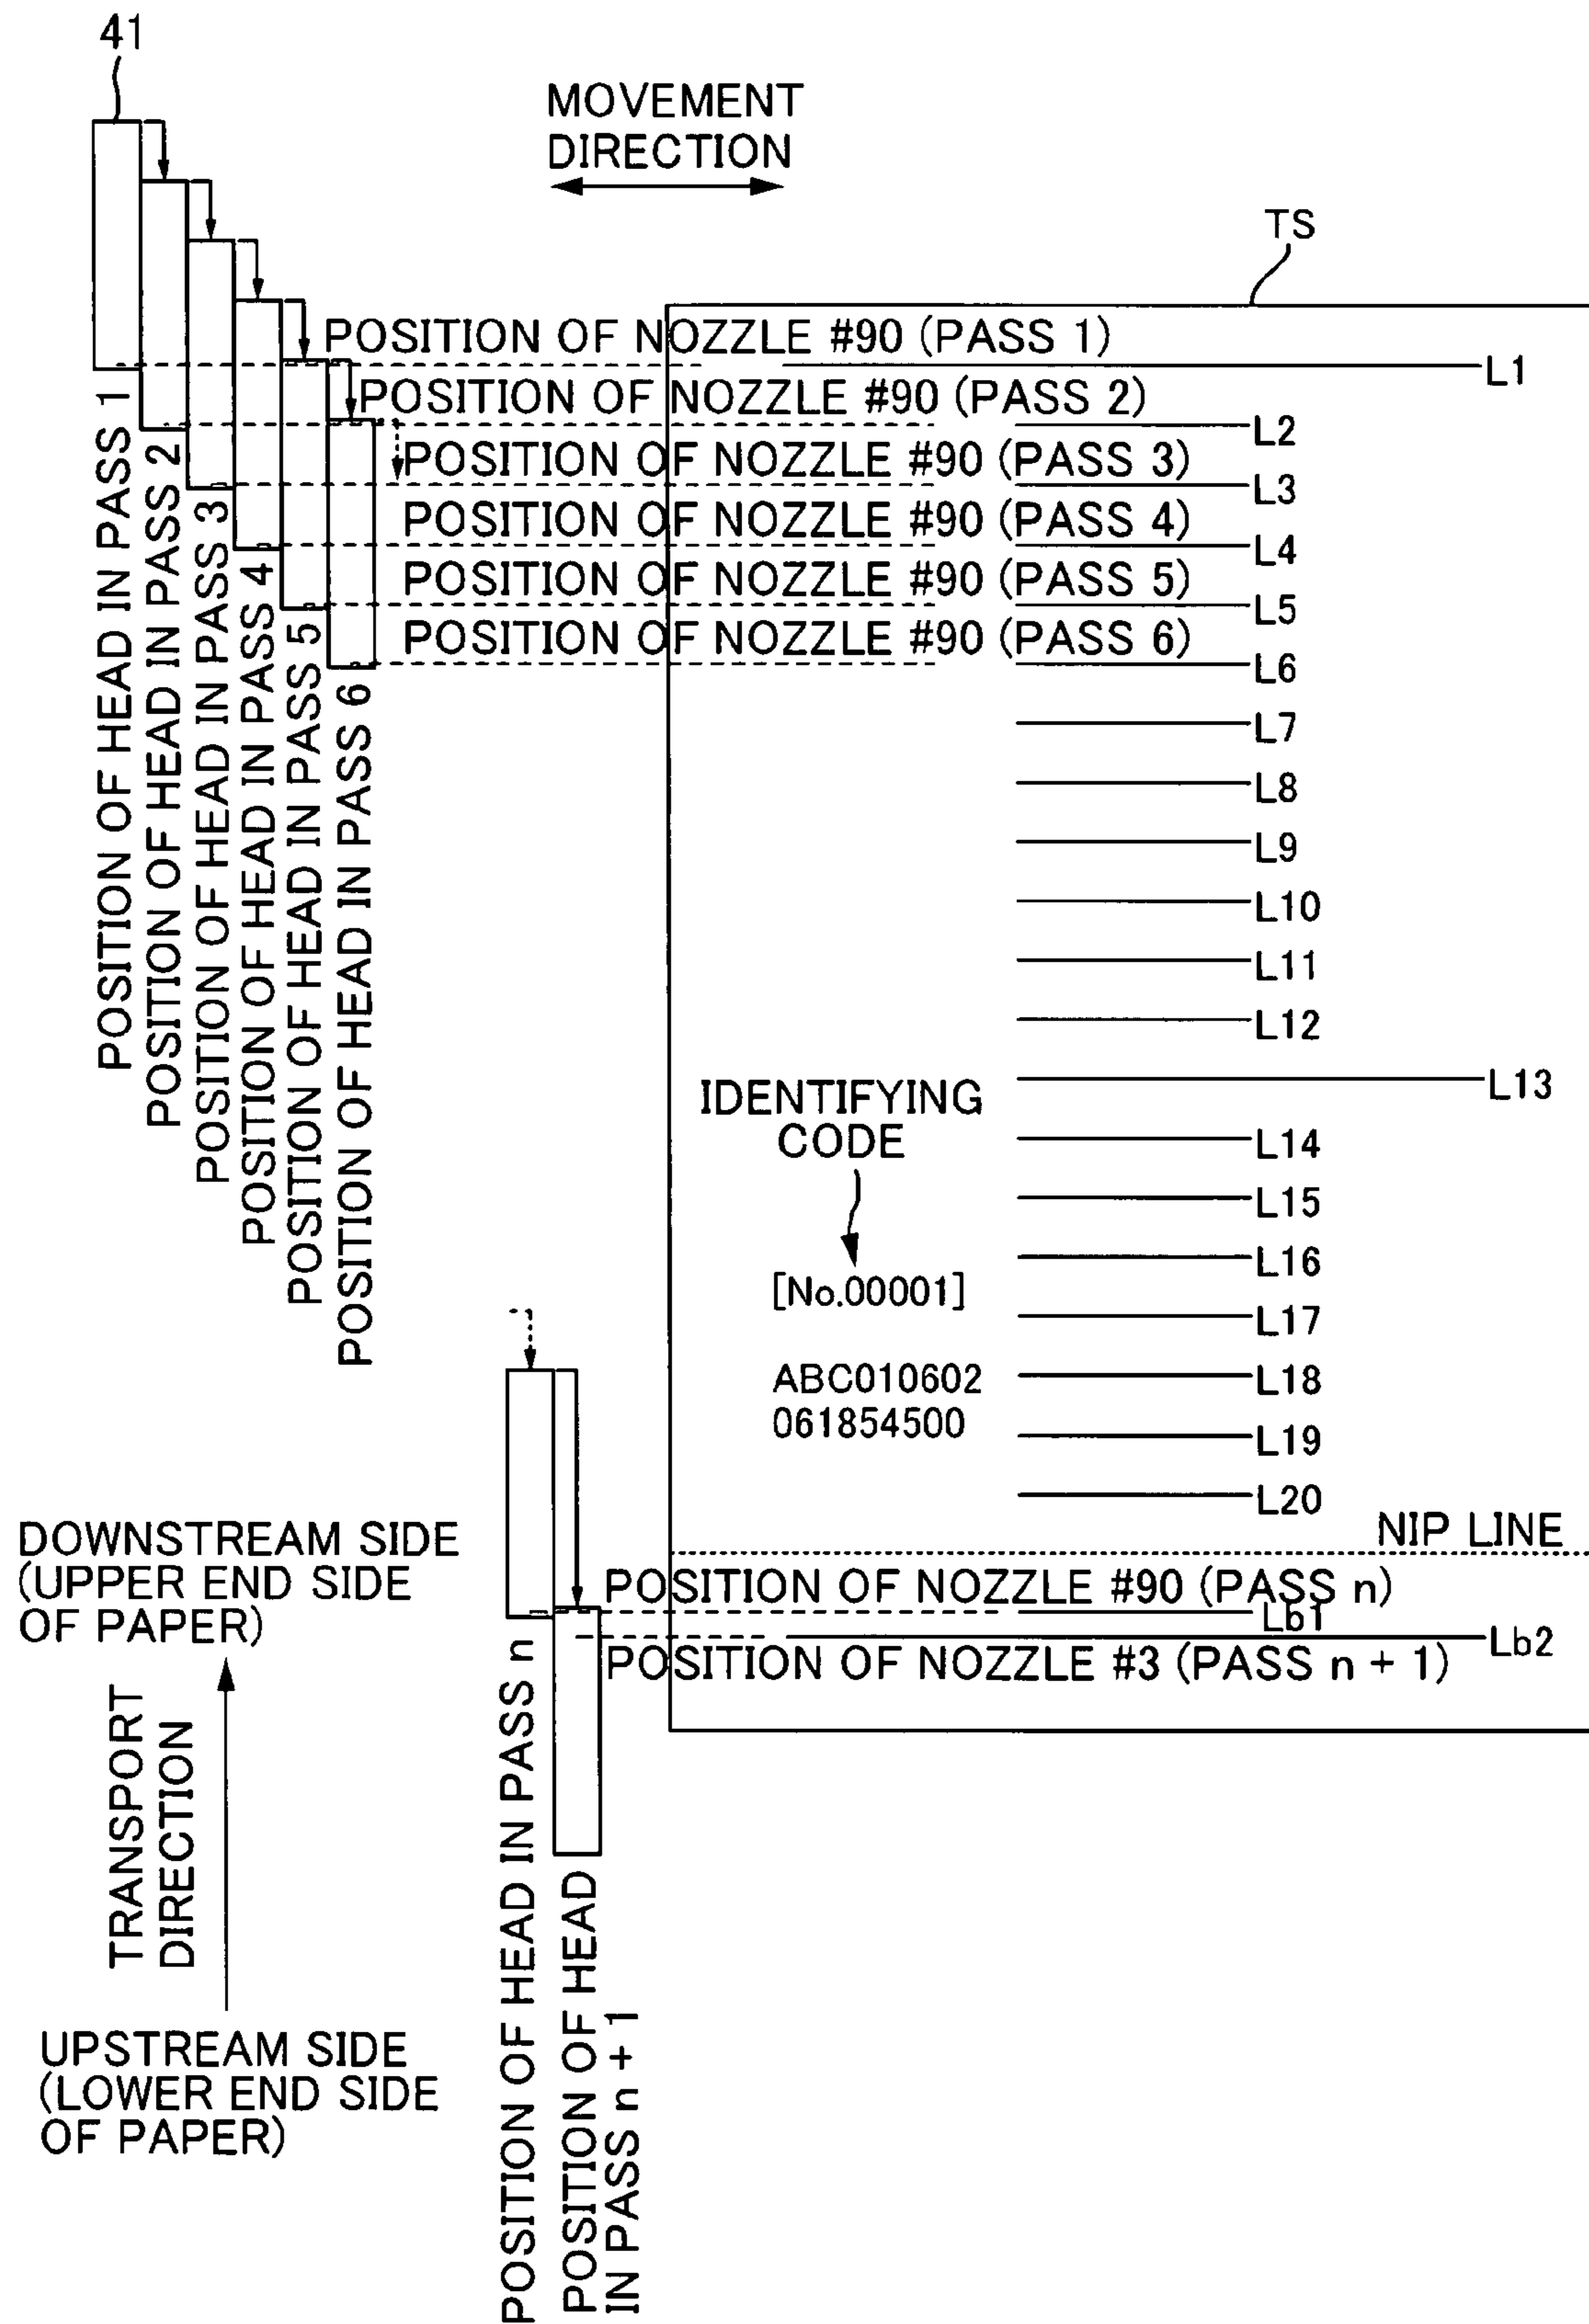 41
MOVEMENT
DIRECTION
TS
POSITION OF NOZZLE #90 (PASS 1)
L1
POSITION OF NOZZLE #90 (PASS 2)
L2
POSITION OF NOZZLE #90 (PASS 3)
L3
POSITION OF NOZZLE #90 (PASS 4)
L4
POSITION OF NOZZLE #90 (PASS 5)
L5
POSITION OF NOZZLE #90 (PASS 6)
L6
POSITION OF HEAD IN PASS 1
POSITION OF HEAD IN PASS 2
POSITION OF HEAD IN PASS 3
POSITION OF HEAD IN PASS 4
POSITION OF HEAD IN PASS 5
POSITION OF HEAD IN PASS 6
L7
L8
L9
L10
L11
L12
L13
IDENTIFYING
CODE
L14
L15
L16
[No.00001]
L17
ABC010602
L18
061854500
L19
L20
NIP LINE
DOWNSTREAM SIDE
(UPPER END SIDE
OF PAPER)
POSITION OF NOZZLE #90 (PASS n)
Lb1
Lb2
POSITION OF NOZZLE #3 (PASS n + 1)
TRANSPORT
DIRECTION
POSITION OF HEAD IN PASS n
POSITION OF HEAD
IN PASS n + 1
UPSTREAM SIDE
(LOWER END SIDE
OF PAPER)